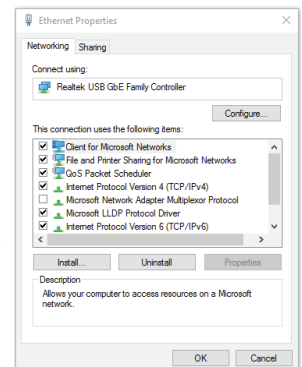 Ethernet Properties
Networking Sharing
Connect using:
Realtek USB GbE Family Controller
Configure...
This connection uses the following items:
Client for Microsoft Networks
File and Printer Sharing for Microsoft Networks
QoS Packet Scheduler
Internet Protocol Version 4 (TCP/IPv4)
Microsoft Network Adapter Multiplexor Protocol
Microsoft LLDP Protocol Driver
Internet Protocol Version 6 (TCP/IPv6)
Install... Uninstall Properties
Description
Allows your computer to access resources on a Microsoft
network.
OK Cancel